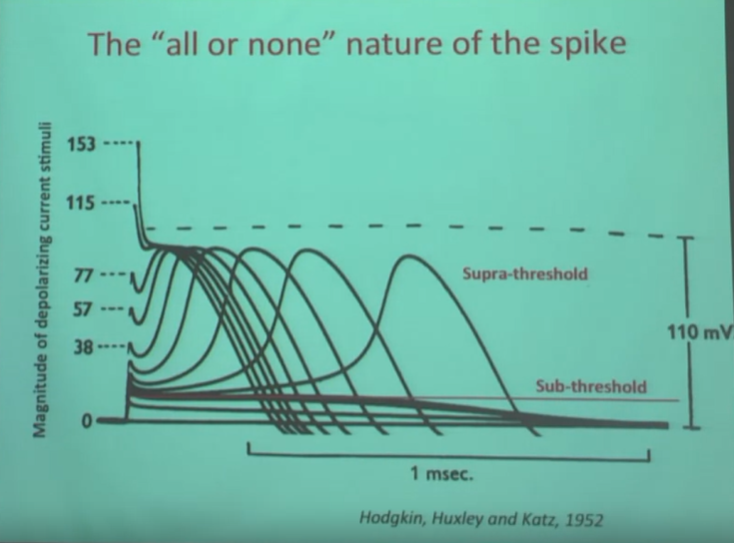 The "all or none" nature of the spike
Magnitude of depolarizing current stimuli
153
115
77
57
38
0
Supra-threshold
110 mV
Sub-threshold
1 msec.
Hodgkin, Huxley and Katz, 1952